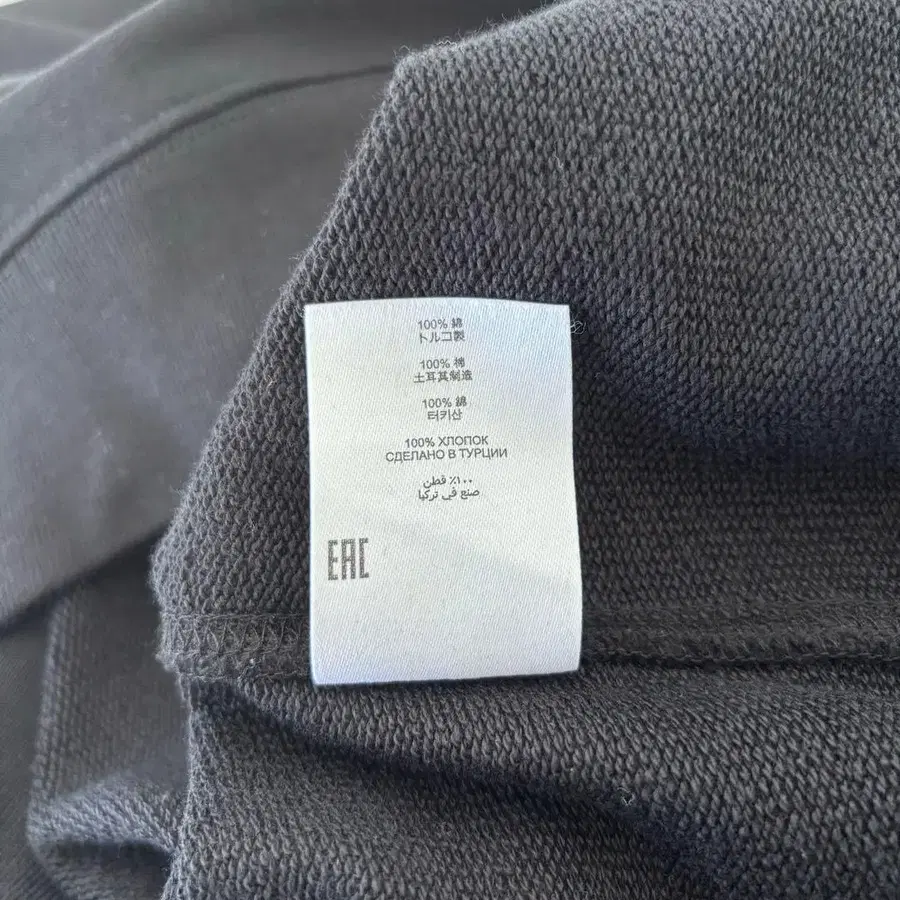 100% 綿
トルコ製
100% 棉
土耳其制造
100% 綿
터키산
100% ХЛОПОК
СДЕЛАНО В ТУРЦИИ
١٠٠٪ قطن
صنع في تركيا
EAC